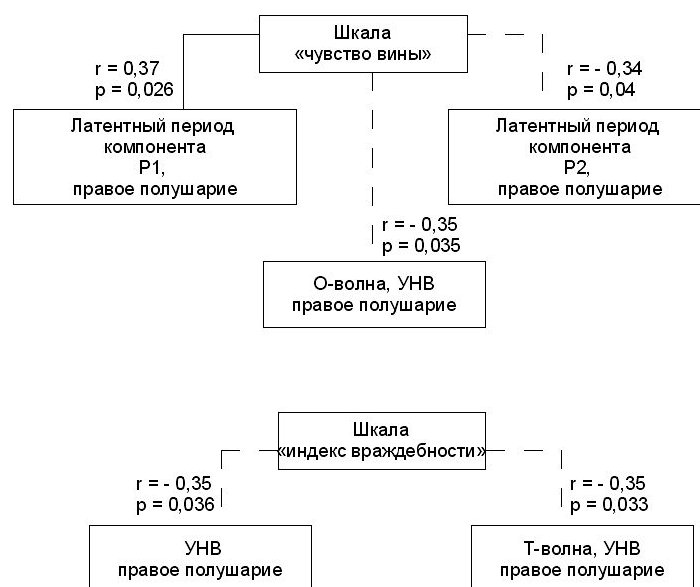 Шкала
«чувство вины»
r = 0,37
p = 0,026
r = - 0,34
p = 0,04
Латентный период
компонента
P1,
правое полушарие
Латентный период
компонента
P2,
правое полушарие
r = - 0,35
p = 0,035
О-волна, УНВ
правое полушарие
Шкала
«индекс враждебности»
r = - 0,35
p = 0,036
r = - 0,35
p = 0,033
УНВ
правое полушарие
Т-волна, УНВ
правое полушарие